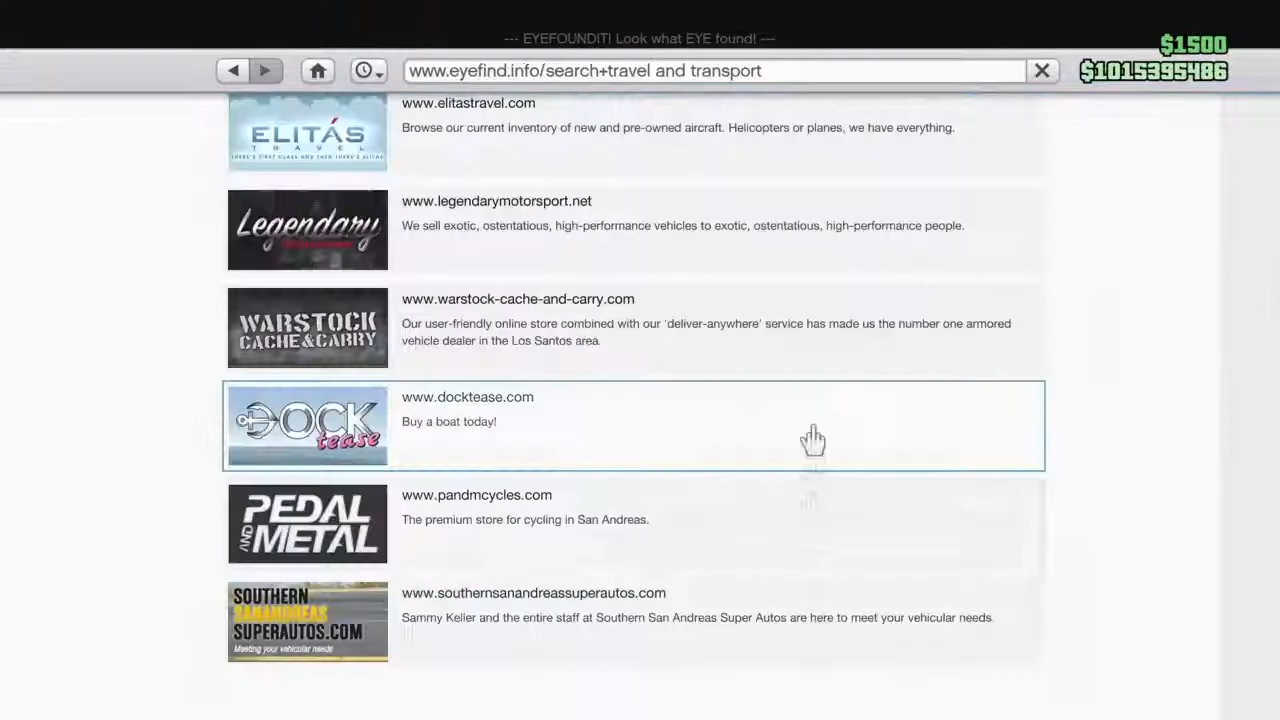 --- EYEFOUNDIT! Look what EYE found! ---
$1500
www.eyefind.info/search+travel and transport
$1015395486
ELITÁS
TRAVEL
THERE'S FIRST CLASS AND THEN THERE'S ELITÁS
www.elitastravel.com
Browse our current inventory of new and pre-owned aircraft. Helicopters or planes, we have everything.
Legendary
www.legendarymotorsport.net
We sell exotic, ostentatious, high-performance vehicles to exotic, ostentatious, high-performance people.
WARSTOCK
CACHE&CARRY
www.warstock-cache-and-carry.com
Our user-friendly online store combined with our 'deliver-anywhere' service has made us the number one armored
vehicle dealer in the Los Santos area.
DOCK
tease
www.docktease.com
Buy a boat today!
PEDAL
AND METAL
www.pandmcycles.com
The premium store for cycling in San Andreas.
SOUTHERN
SANANDREAS
SUPERAUTOS.COM
Meeting your vehicular needs
www.southernsanandreassuperautos.com
Sammy Keller and the entire staff at Southern San Andreas Super Autos are here to meet your vehicular needs.